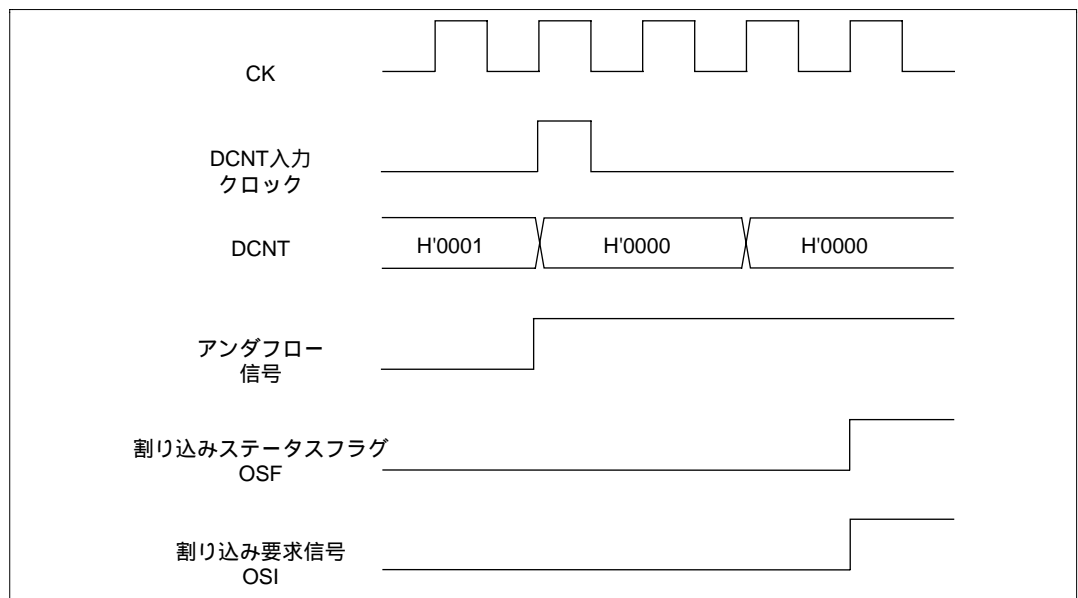 CK
DCNT入力
クロック
DCNT
H'0001
H'0000
H'0000
アンダフロー
信号
割り込みステータスフラグ
OSF
割り込み要求信号
OSI